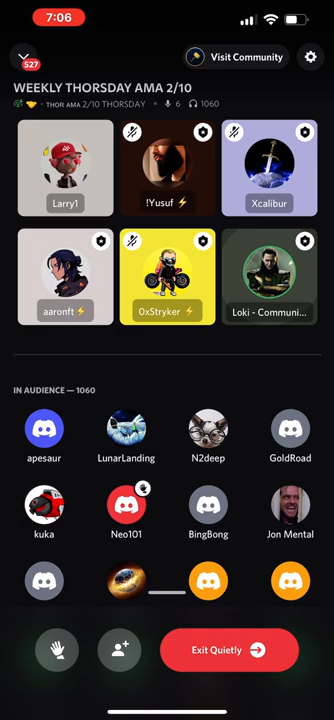 7:06
527
Visit Community
WEEKLY THORSDAY AMA 2/10
THOR AMA 2/10 THORSDAY • 6 1060
Larry1
!Yusuf
Xcalibur
aaronft
0xStryker
Loki - Communi...
IN AUDIENCE — 1060
apesaur
LunarLanding
N2deep
GoldRoad
kuka
Neo101
BingBong
Jon Mental
Exit Quietly